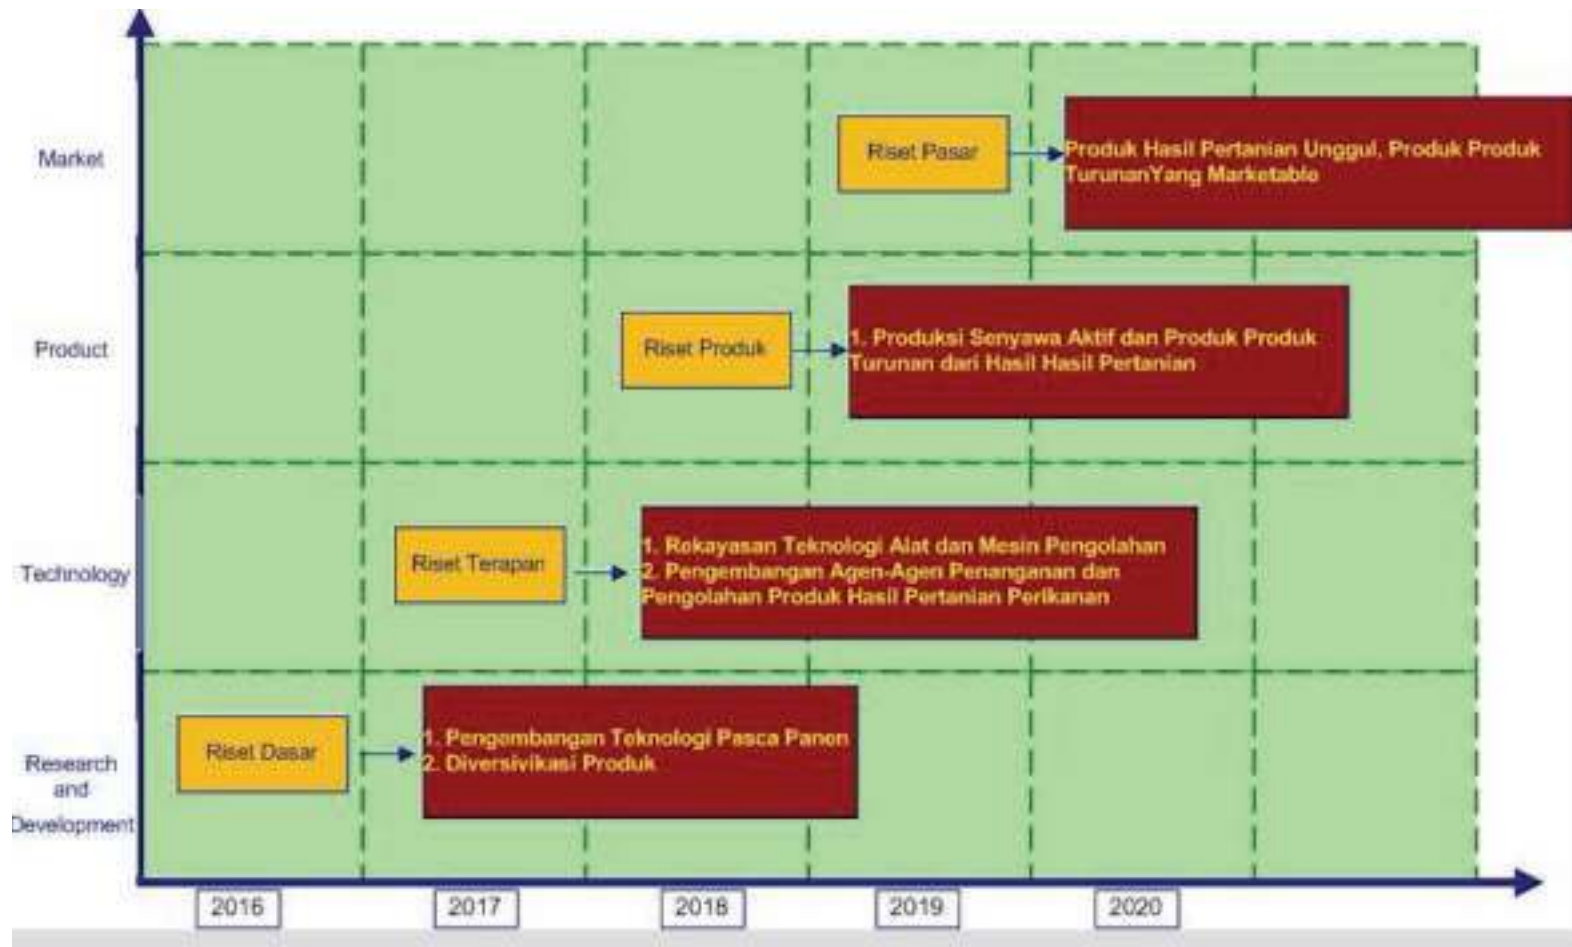 Market
Riset Pasar
Produk Hasil Pertanian Unggul, Produk Produk
TurunanYang Marketable
Product
Riset Produk
1. Produksi Senyawa Aktif dan Produk Produk
Turunan dari Hasil Hasil Pertanian
Technology
Riset Terapan
1. Rekayasan Teknologi Alat dan Mesin Pengolahan
2. Pengembangan Agen-Agen Penanganan dan
Pengolahan Produk Hasil Pertanian Perikanan
Research
and
Development
Riset Dasar
1. Pengembangan Teknologi Pasca Panen
2. Diversivikasi Produk
2016
2017
2018
2019
2020